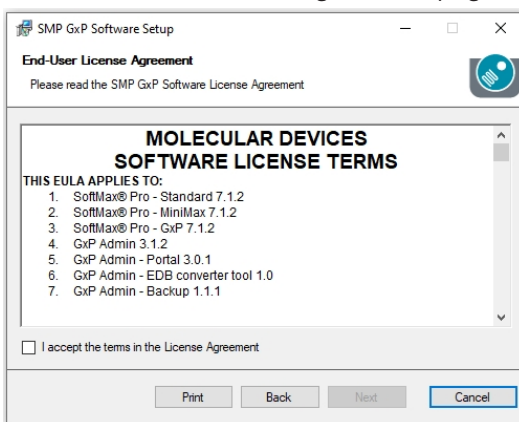 SMP GxP Software Setup
End-User License Agreement
Please read the SMP GxP Software License Agreement
MOLECULAR DEVICES
SOFTWARE LICENSE TERMS
THIS EULA APPLIES TO:
1. SoftMax® Pro - Standard 7.1.2
2. SoftMax® Pro - MiniMax 7.1.2
3. SoftMax® Pro - GxP 7.1.2
4. GxP Admin 3.1.2
5. GxP Admin - Portal 3.0.1
6. GxP Admin - EDB converter tool 1.0
7. GxP Admin - Backup 1.1.1
I accept the terms in the License Agreement
Print Back Next Cancel